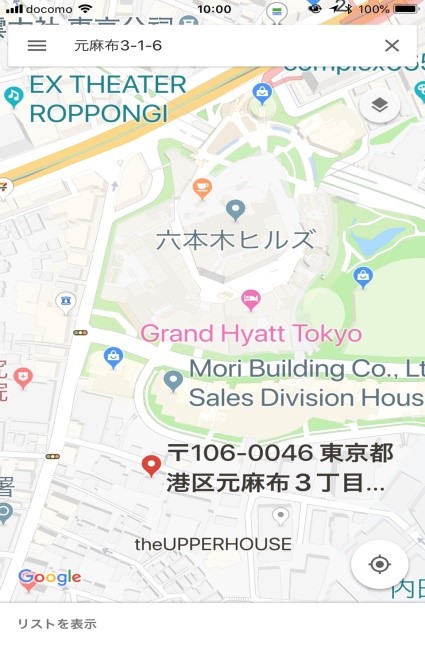 docomo 10:00 100%
元麻布3-1-6
EX THEATER
ROPPONGI
六本木ヒルズ
Grand Hyatt Tokyo
Mori Building Co., Lt
Sales Division Hous
〒106-0046 東京都
港区元麻布３丁目...
theUPPERHOUSE
Google
内田
リストを表示